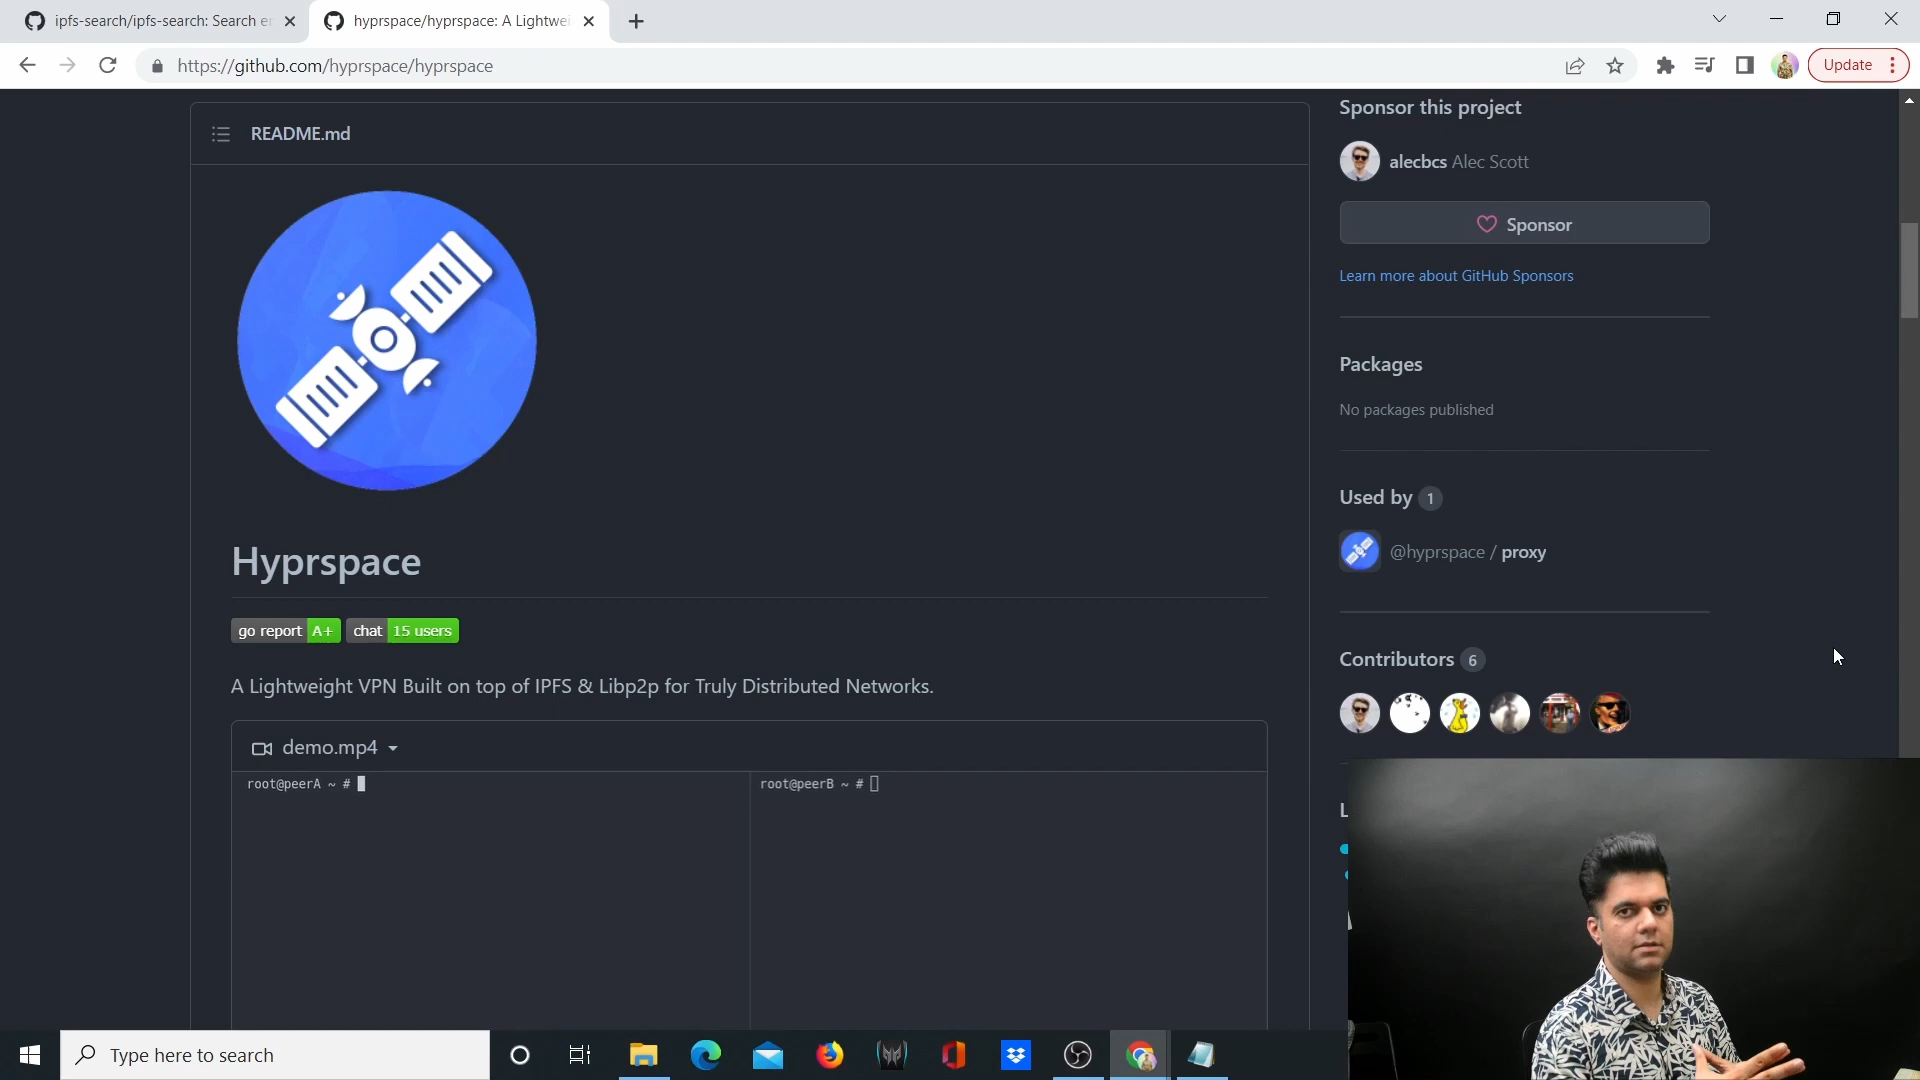 ipfs-search/ipfs-search: Search e
hyprspace/hyprspace: A Lightwei
https://github.com/hyprspace/hyprspace
Update
README.md
Hyprspace
go report A+ chat 15 users
A Lightweight VPN Built on top of IPFS & Libp2p for Truly Distributed Networks.
demo.mp4
root@peerA ~ #
root@peerB ~ #
Sponsor this project
alecbcs Alec Scott
Sponsor
Learn more about GitHub Sponsors
Packages
No packages published
Used by 1
@hyprspace / proxy
Contributors 6
L
Type here to search